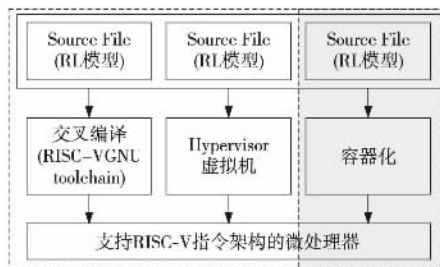 Source File Source File Source File
(RL模型) (RL模型) (RL模型)
交叉编译
(RISC-VGNU
toolchain)
Hypervisor
虚拟机
容器化
支持RISC-V指令架构的微处理器